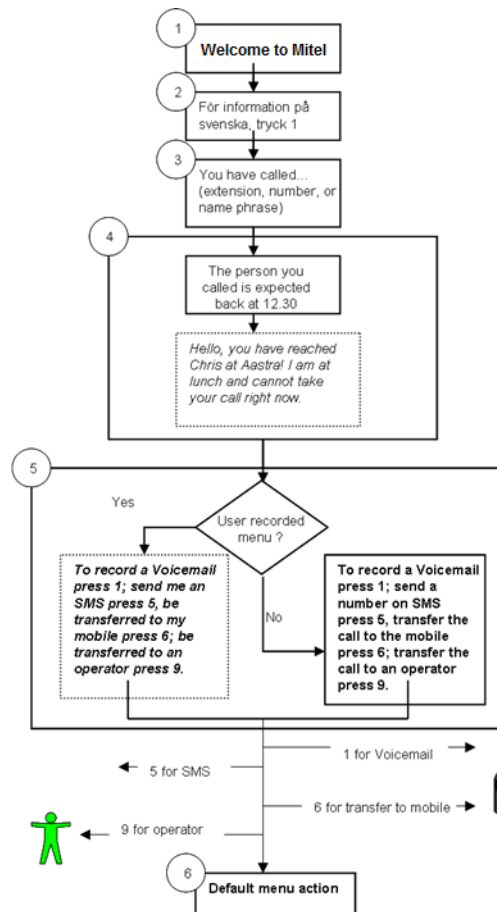 1
Welcome to Mitel
2
För information på
svenska, tryck 1
3
You have called...
(extension, number, or
name phrase)
4
The person you
called is expected
back at 12.30
Hello, you have reached
Chris at Aastra! I am at
lunch and cannot take
your call right now.
5
Yes
User recorded
menu ?
To record a Voicemail
press 1; send me an
SMS press 5, be
transferred to my
mobile press 6; be
transferred to an
operator press 9.
No
To record a Voicemail
press 1; send a
number on SMS
press 5, transfer the
call to the mobile
press 6; transfer the
call to an operator
press 9.
1 for Voicemail
5 for SMS
6 for transfer to mobile
9 for operator
6
Default menu action